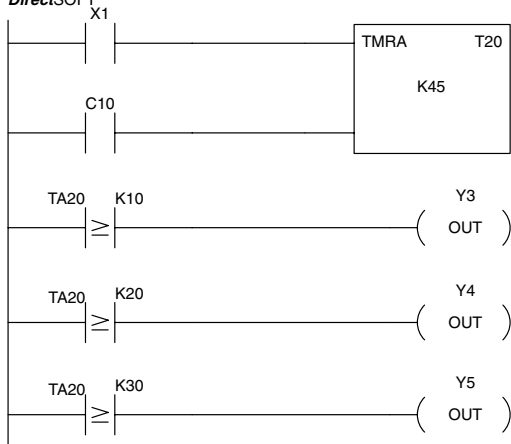 DirectSOFT
X1
TMRA T20
K45
C10
TA20 ≥ K10 Y3
OUT
TA20 ≥ K20 Y4
OUT
TA20 ≥ K30 Y5
OUT